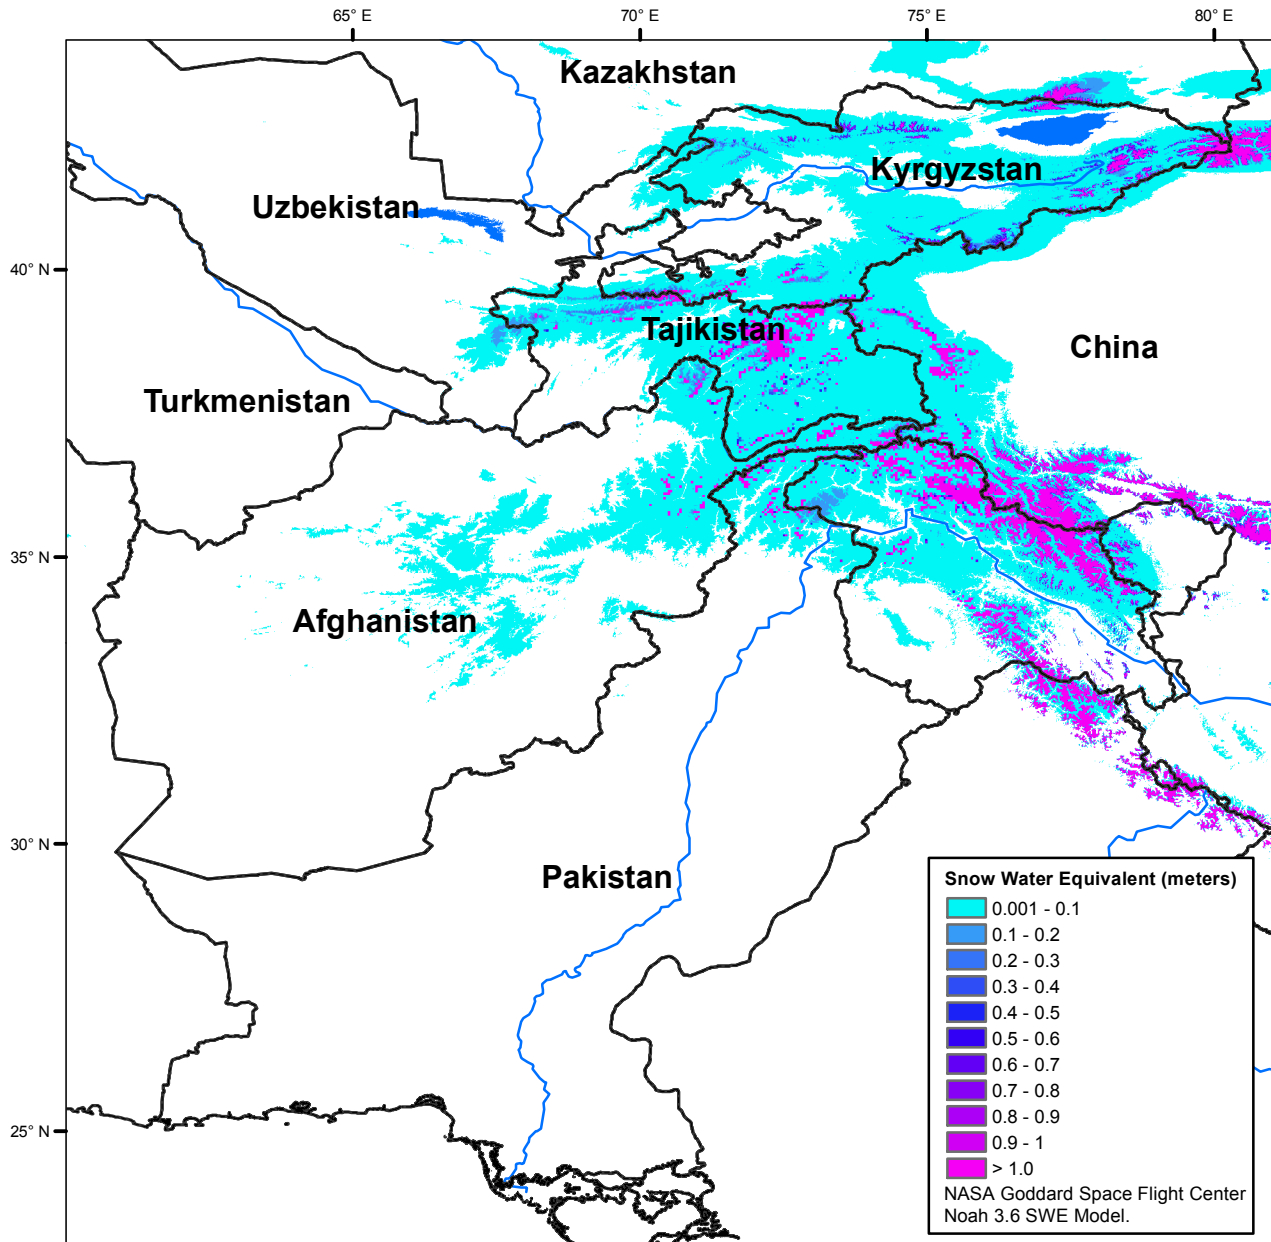 65° E
70° E
75° E
80° E
Kazakhstan
Kyrgyzstan
Uzbekistan
40° N
Tajikistan
China
Turkmenistan
35° N
Afghanistan
30° N
Pakistan
25° N
Snow Water Equivalent (meters)
0.001 - 0.1
0.1 - 0.2
0.2 - 0.3
0.3 - 0.4
0.4 - 0.5
0.5 - 0.6
0.6 - 0.7
0.7 - 0.8
0.8 - 0.9
0.9 - 1
> 1.0
NASA Goddard Space Flight Center
Noah 3.6 SWE Model.